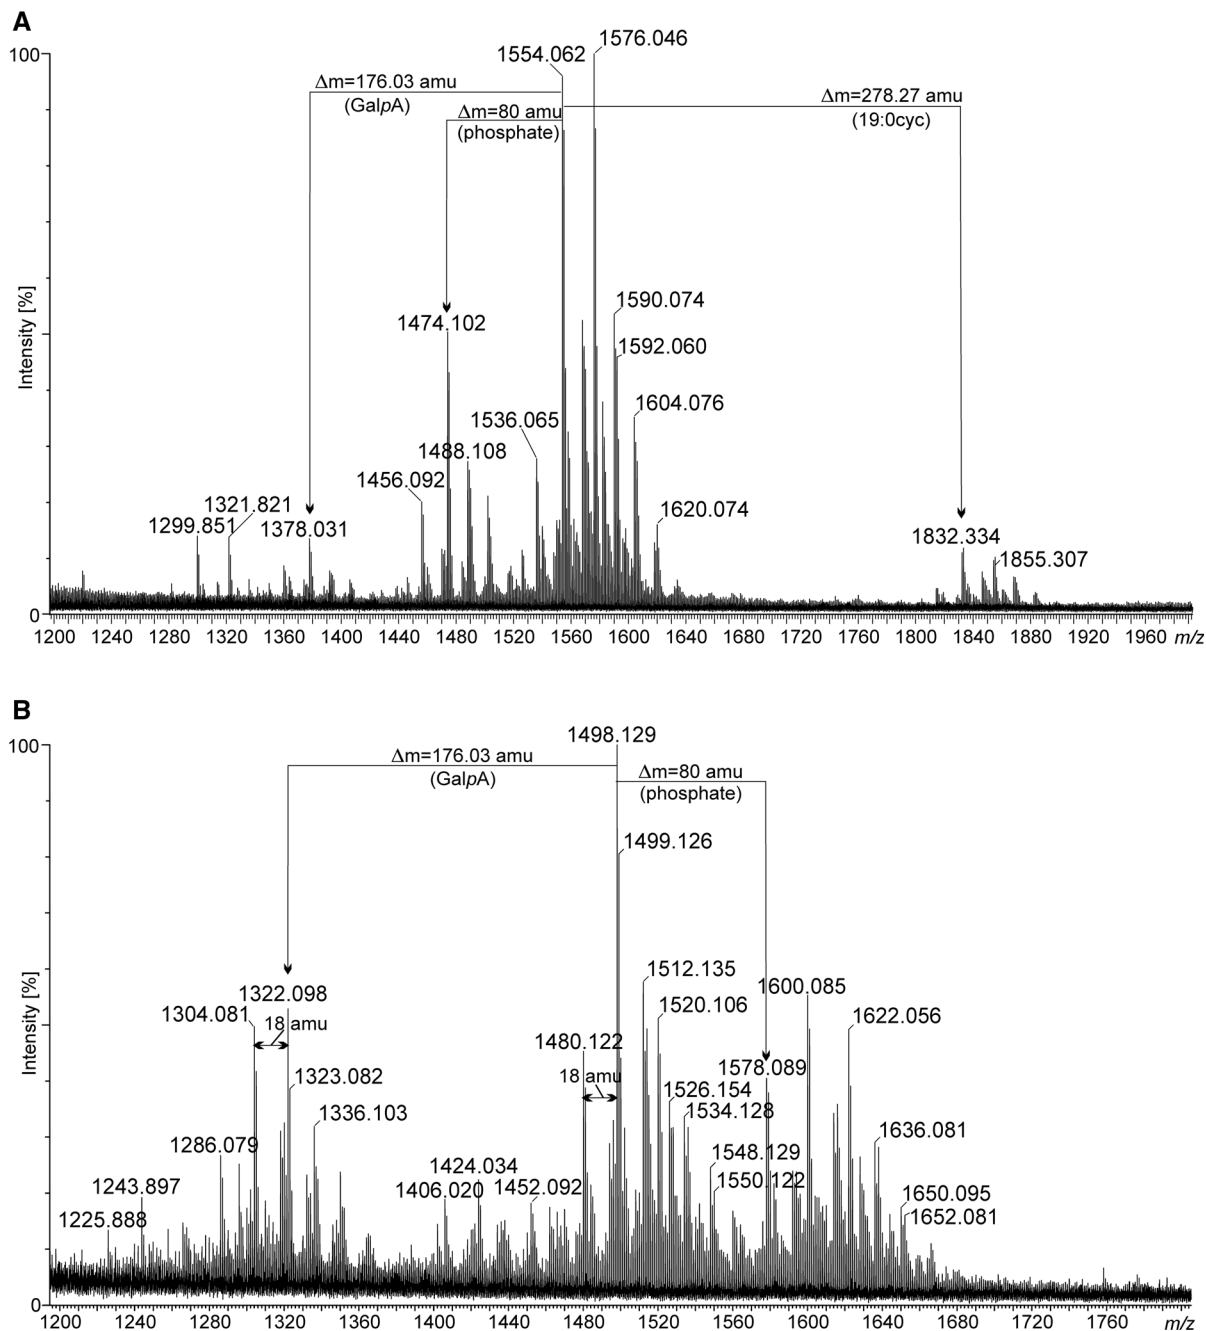 A
1554.062 1576.046
100
Δm=176.03 amu
(GalpA)
Δm=80 amu
(phosphate)
Δm=278.27 amu
(19:0cyc)
1590.074
1474.102
1592.060
1604.076
1536.065
1488.108
1456.092
1321.821
1299.851 1378.031
1620.074
1832.334
1855.307
Intensity [%]
0
1200 1240 1280 1320 1360 1400 1440 1480 1520 1560 1600 1640 1680 1720 1760 1800 1840 1880 1920 1960 m/z
B
1498.129
100
Δm=176.03 amu
(GalpA)
Δm=80 amu
(phosphate)
1499.126
1512.135
1600.085
1322.098
1520.106
1304.081
18 amu
1622.056
1480.122
1578.089
18 amu
1323.082
1526.154
1336.103
1534.128
1286.079
1636.081
1548.129
1424.034
1550.122
1243.897
1406.020 1452.092
1650.095
1225.888
1652.081
Intensity [%]
0
1200 1240 1280 1320 1360 1400 1440 1480 1520 1560 1600 1640 1680 1720 1760 m/z